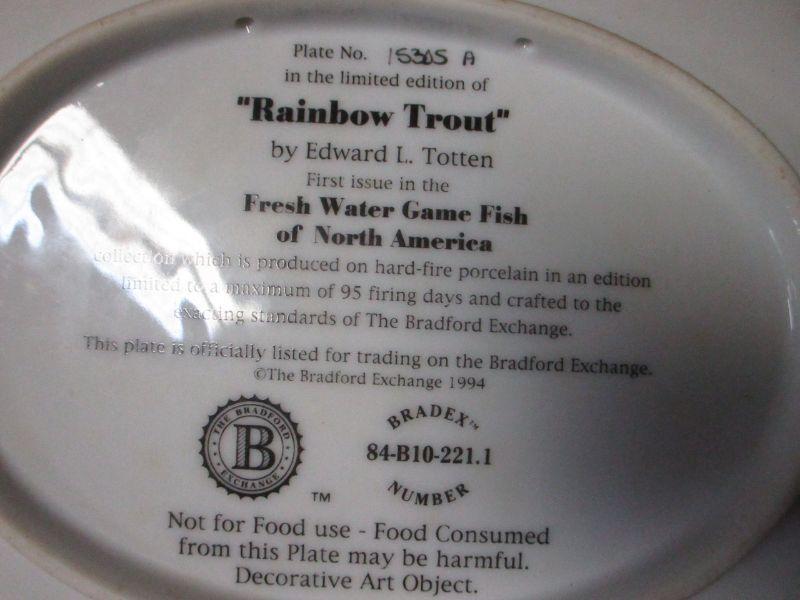 Plate No. 15305 A
in the limited edition of
"Rainbow Trout"
by Edward L. Totten
First issue in the
Fresh Water Game Fish
of North America
collection which is produced on hard-fire porcelain in an edition
limited to a maximum of 95 firing days and crafted to the
exacting standards of The Bradford Exchange.
This plate is officially listed for trading on the Bradford Exchange.
©The Bradford Exchange 1994
THE BRADFORD
B
EXCHANGE
TM
BRADEX™
84-B10-221.1
NUMBER
Not for Food use - Food Consumed
from this Plate may be harmful.
Decorative Art Object.